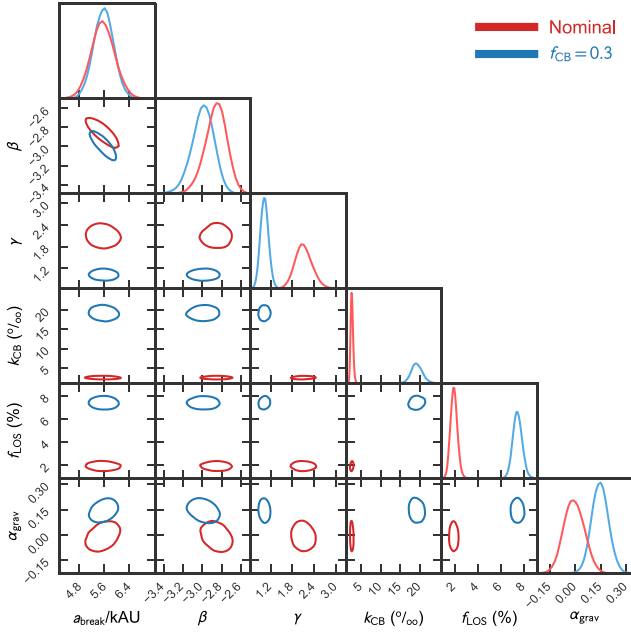 Nominal
f_CB = 0.3
β
−2.6
−2.8
−3.0
−3.2
−3.4
γ
3.0
2.4
1.8
1.2
k_CB (o/oo)
20
15
10
5
f_LOS (%)
8
6
4
2
α_grav
0.30
0.15
0.00
−0.15
4.8 5.6 6.4
−3.4 −3.2 −3.0 −2.8 −2.6
1.2 1.8 2.4 3.0
5 10 15 20
2 4 6 8
−0.15 0.00 0.15 0.30
a_break/kAU β γ k_CB (o/oo) f_LOS (%) α_grav